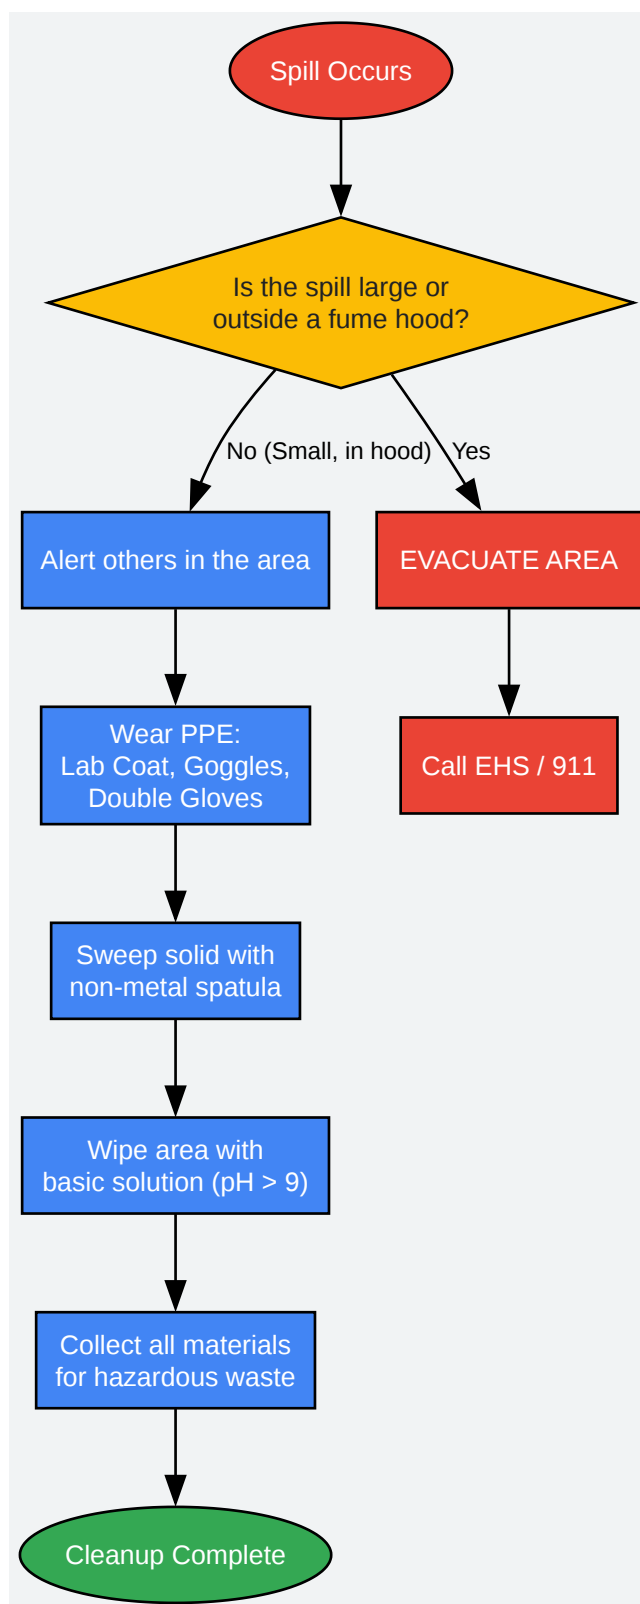 Spill Occurs
Is the spill large or
outside a fume hood?
No (Small, in hood)
Yes
Alert others in the area
EVACUATE AREA
Wear PPE:
Lab Coat, Goggles,
Double Gloves
Call EHS / 911
Sweep solid with
non-metal spatula
Wipe area with
basic solution (pH > 9)
Collect all materials
for hazardous waste
Cleanup Complete